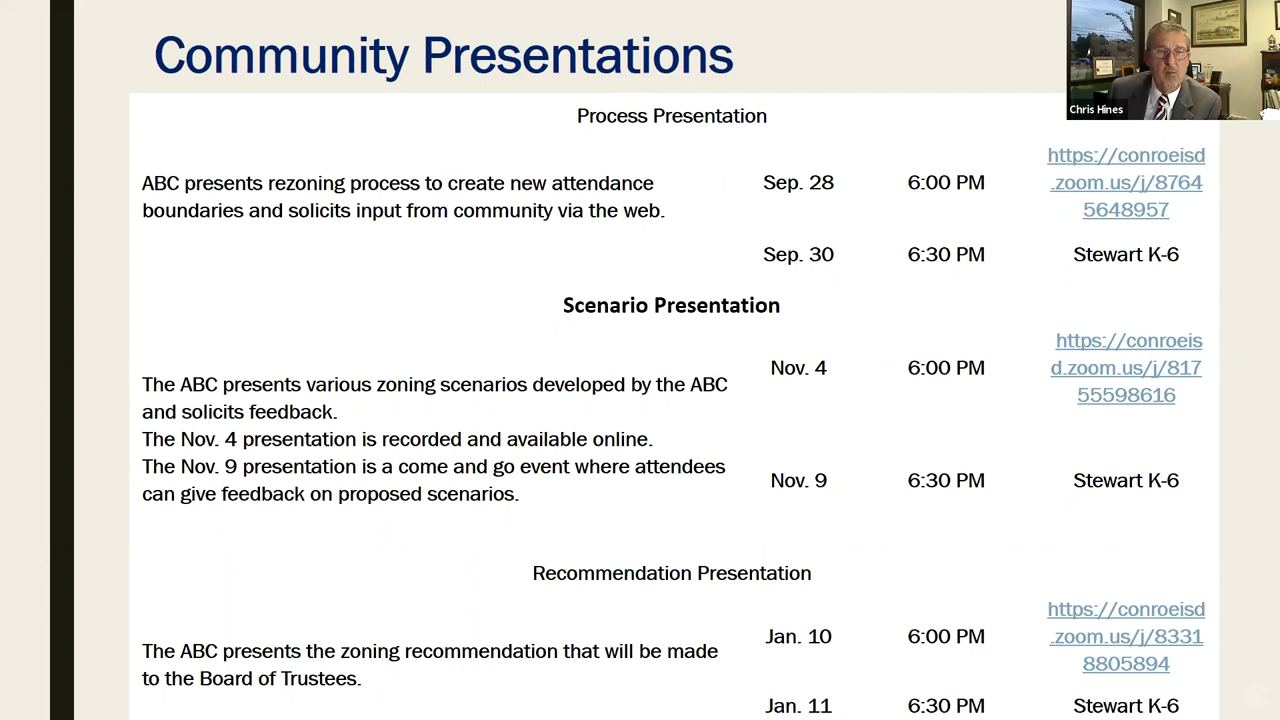 Community Presentations
Chris Hines
Process Presentation
ABC presents rezoning process to create new attendance
boundaries and solicits input from community via the web.
Sep. 28
6:00 PM
https://conroeisd
.zoom.us/j/8764
5648957
Sep. 30
6:30 PM
Stewart K-6
Scenario Presentation
The ABC presents various zoning scenarios developed by the ABC
and solicits feedback.
The Nov. 4 presentation is recorded and available online.
The Nov. 9 presentation is a come and go event where attendees
can give feedback on proposed scenarios.
Nov. 4
6:00 PM
https://conroeis
d.zoom.us/j/817
55598616
Nov. 9
6:30 PM
Stewart K-6
Recommendation Presentation
The ABC presents the zoning recommendation that will be made
to the Board of Trustees.
Jan. 10
6:00 PM
https://conroeisd
.zoom.us/j/8331
8805894
Jan. 11
6:30 PM
Stewart K-6